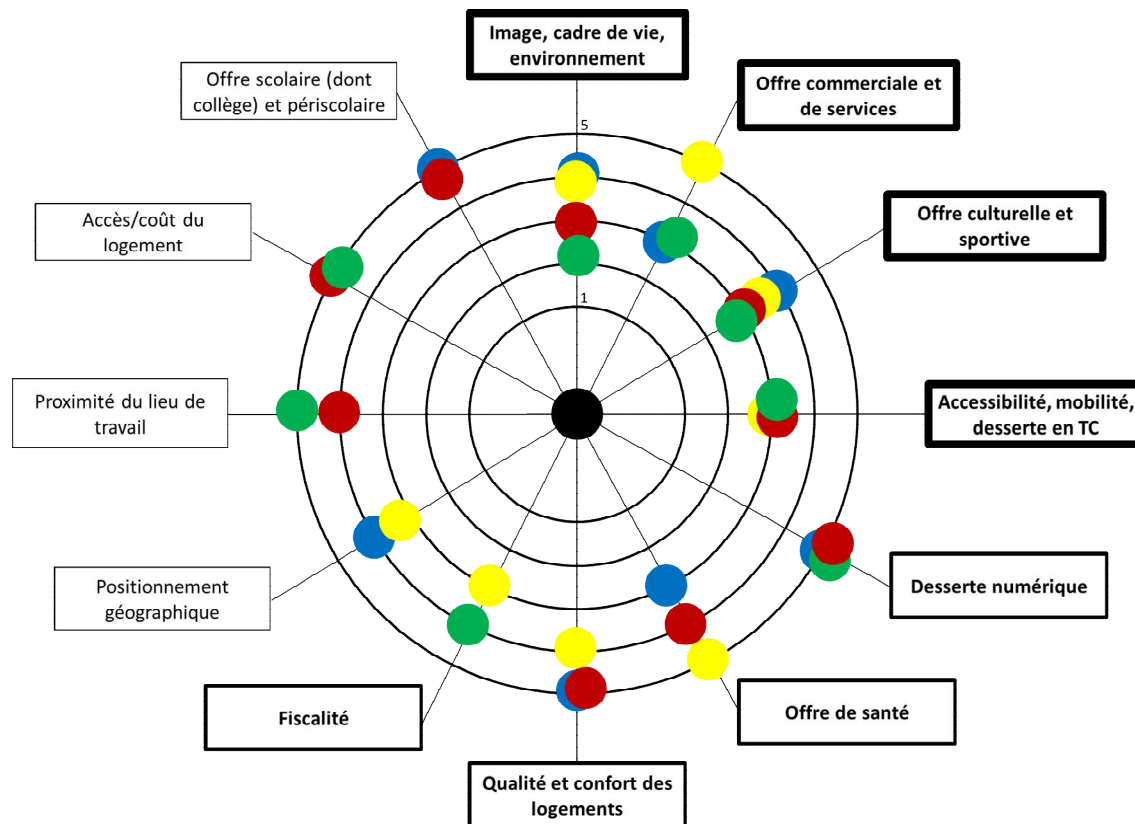 Image, cadre de vie,
environnement
Offre commerciale et
de services
Offre culturelle et
sportive
Accessibilité, mobilité,
desserte en TC
Desserte numérique
Offre de santé
Qualité et confort des
logements
Fiscalité
Positionnement
géographique
Proximité du lieu de
travail
Accès/coût du
logement
Offre scolaire (dont
collège) et périscolaire
5
1